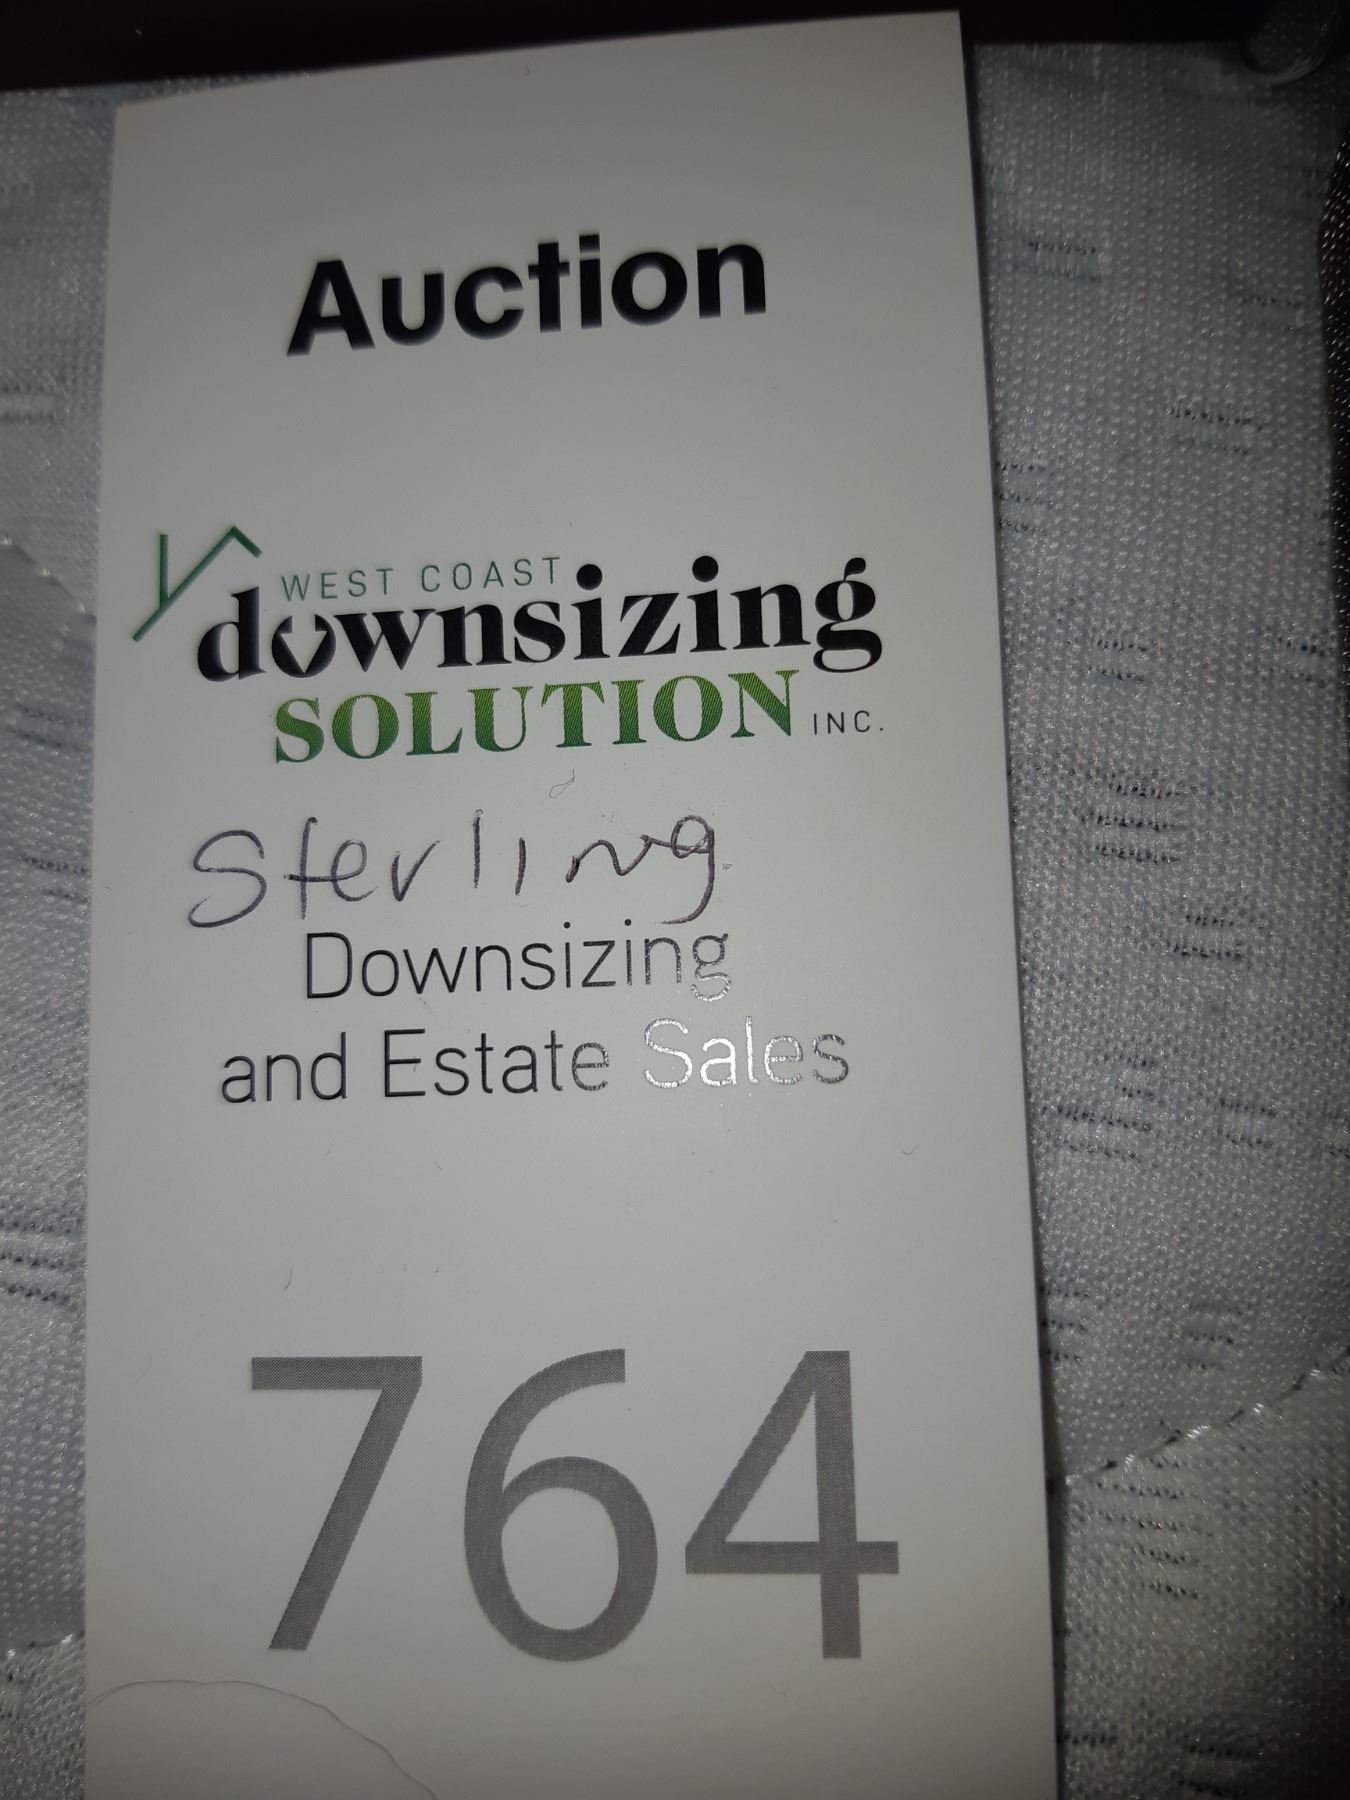 Auction
WEST COAST
downsizing
SOLUTION INC.
Sterling
Downsizing
and Estate Sales
764